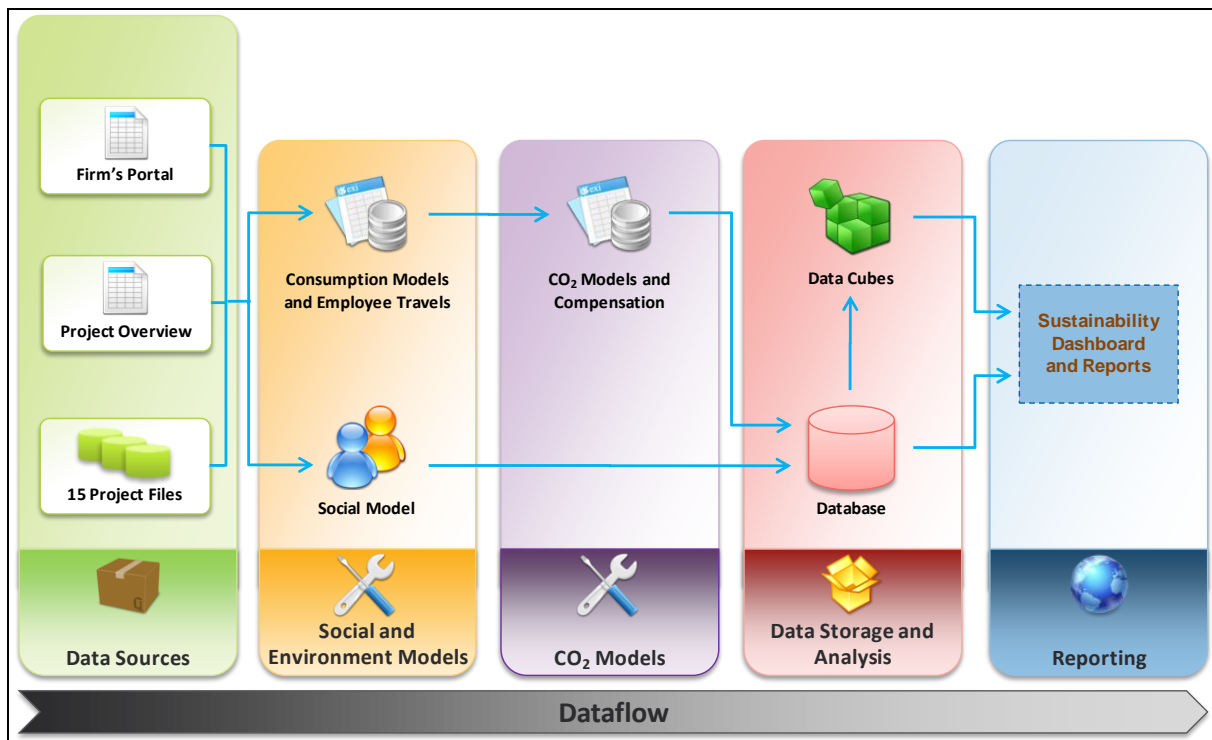 Firm's Portal
Project Overview
15 Project Files
Data Sources
Consumption Models
and Employee Travels
Social Model
Social and
Environment Models
CO₂ Models and
Compensation
CO₂ Models
Data Cubes
Database
Data Storage and
Analysis
Sustainability
Dashboard
and Reports
Reporting
Dataflow